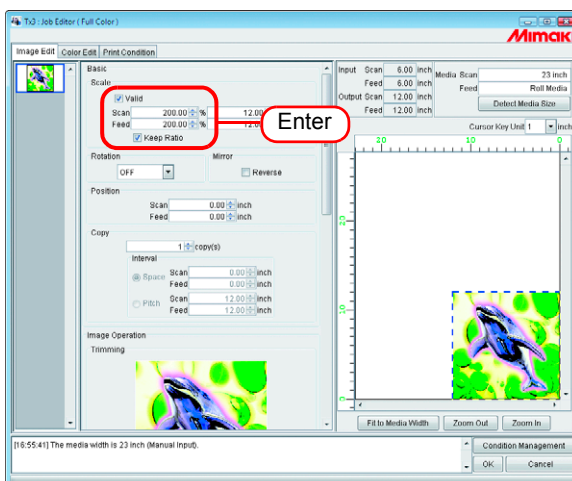 Tx3 : Job Editor ( Full Color )
Mimaki
Image Edit Color Edit Print Condition
Basic
Scale
Valid
Scan 200.00 % 12.00
Feed 200.00 % 12.0
Keep Ratio
Enter
Rotation Mirror
OFF Reverse
Position
Scan 0.00 inch
Feed 0.00 inch
Copy
1 copy(s)
Interval
Space Scan 0.00 inch
Feed 0.00 inch
Pitch Scan 12.00 inch
Feed 12.00 inch
Image Operation
Trimming
Input Scan 6.00 inch
Feed 6.00 inch
Output Scan 12.00 inch
Feed 12.00 inch
Media Scan 23 inch
Feed Roll Media
Detect Media Size
Cursor Key Unit 1 inch
20 10 0
20
10
0
Fit to Media Width Zoom Out Zoom In
[16:55:41] The media width is 23 inch (Manual Input).
Condition Management
OK Cancel